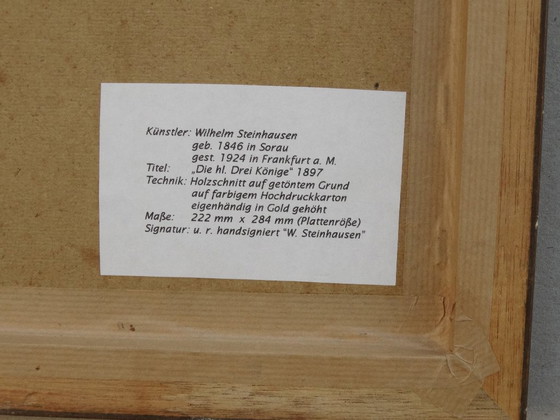 Künstler: Wilhelm Steinhausen
geb. 1846 in Sorau
gest. 1924 in Frankfurt a. M.
Titel: „Die hl. Drei Könige" 1897
Technik: Holzschnitt auf getöntem Grund
auf farbigem Hochdruckkarton
eigenhändig in Gold gehöht
Maße: 222 mm x 284 mm (Plattenröße)
Signatur: u. r. handsigniert "W. Steinhausen"